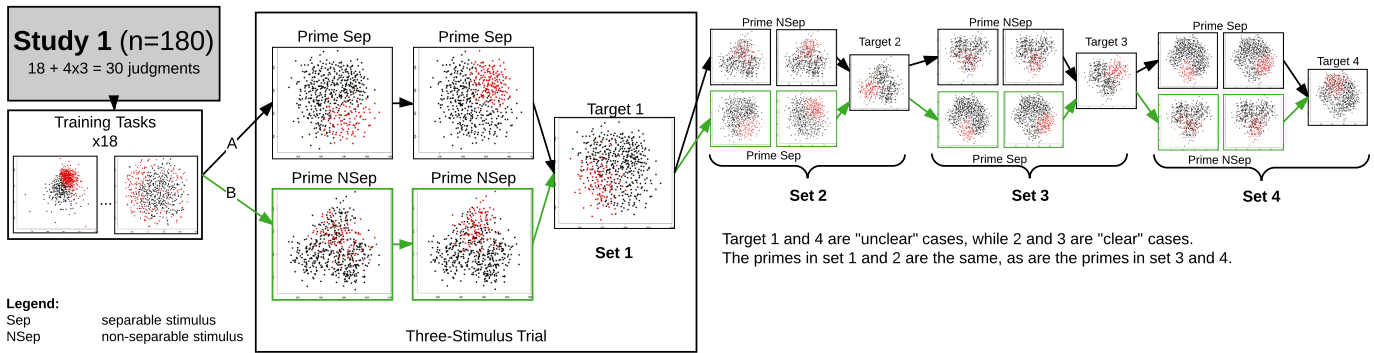 Study 1 (n=180)
18 + 4x3 = 30 judgments
Training Tasks
x18
...
A
B
Prime Sep
Prime Sep
Prime NSep
Prime NSep
Target 1
Set 1
Three-Stimulus Trial
Prime NSep
Target 2
Prime Sep
Set 2
Prime NSep
Target 3
Prime Sep
Set 3
Prime Sep
Target 4
Prime NSep
Set 4
Target 1 and 4 are "unclear" cases, while 2 and 3 are "clear" cases.
The primes in set 1 and 2 are the same, as are the primes in set 3 and 4.
Legend:
Sep separable stimulus
NSep non-separable stimulus